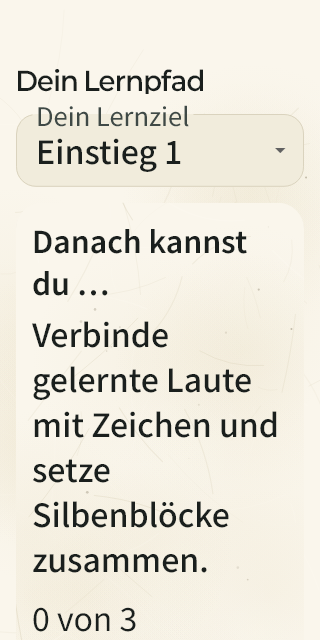 Dein Lernpfad
Dein Lernziel
Einstieg 1
Danach kannst
du …
Verbinde
gelernte Laute
mit Zeichen und
setze
Silbenblöcke
zusammen.
0 von 3